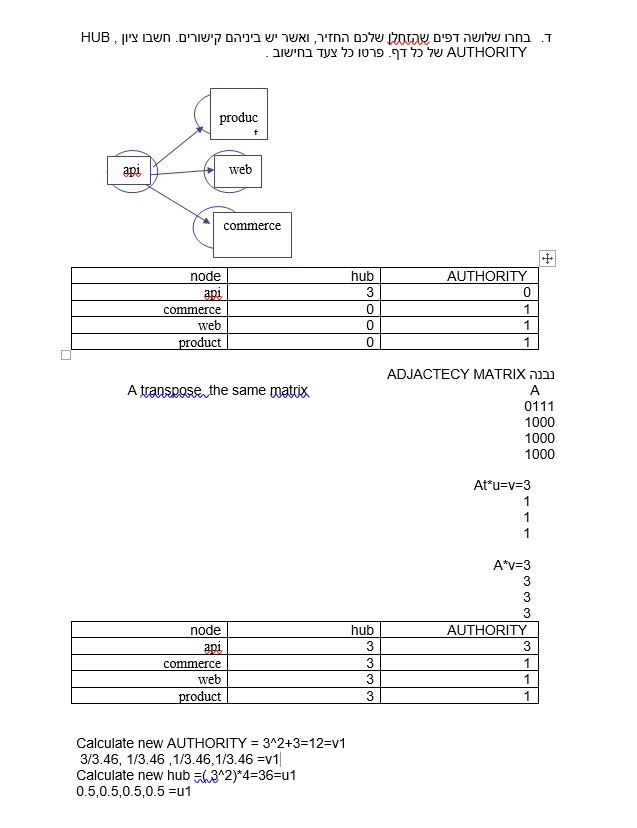 ד. בחרו שלושה דפים שהזחלן שלכם החזיר, ואשר יש ביניהם קישורים. חשבו ציון HUB ,
AUTHORITY של כל דף. פרטו כל צעד בחישוב .
produc
t
api
web
commerce
node hub AUTHORITY
api 3 0
commerce 0 1
web 0 1
product 0 1
נבנה ADJACTECY MATRIX
A transpose the same matrix A
0111
1000
1000
1000
At*u=v=3
1
1
1
A*v=3
3
3
3
node hub AUTHORITY
api 3 3
commerce 3 1
web 3 1
product 3 1
Calculate new AUTHORITY = 3^2+3=12=v1
3/3.46, 1/3.46 ,1/3.46,1/3.46 =v1
Calculate new hub =( 3^2)*4=36=u1
0.5,0.5,0.5,0.5 =u1